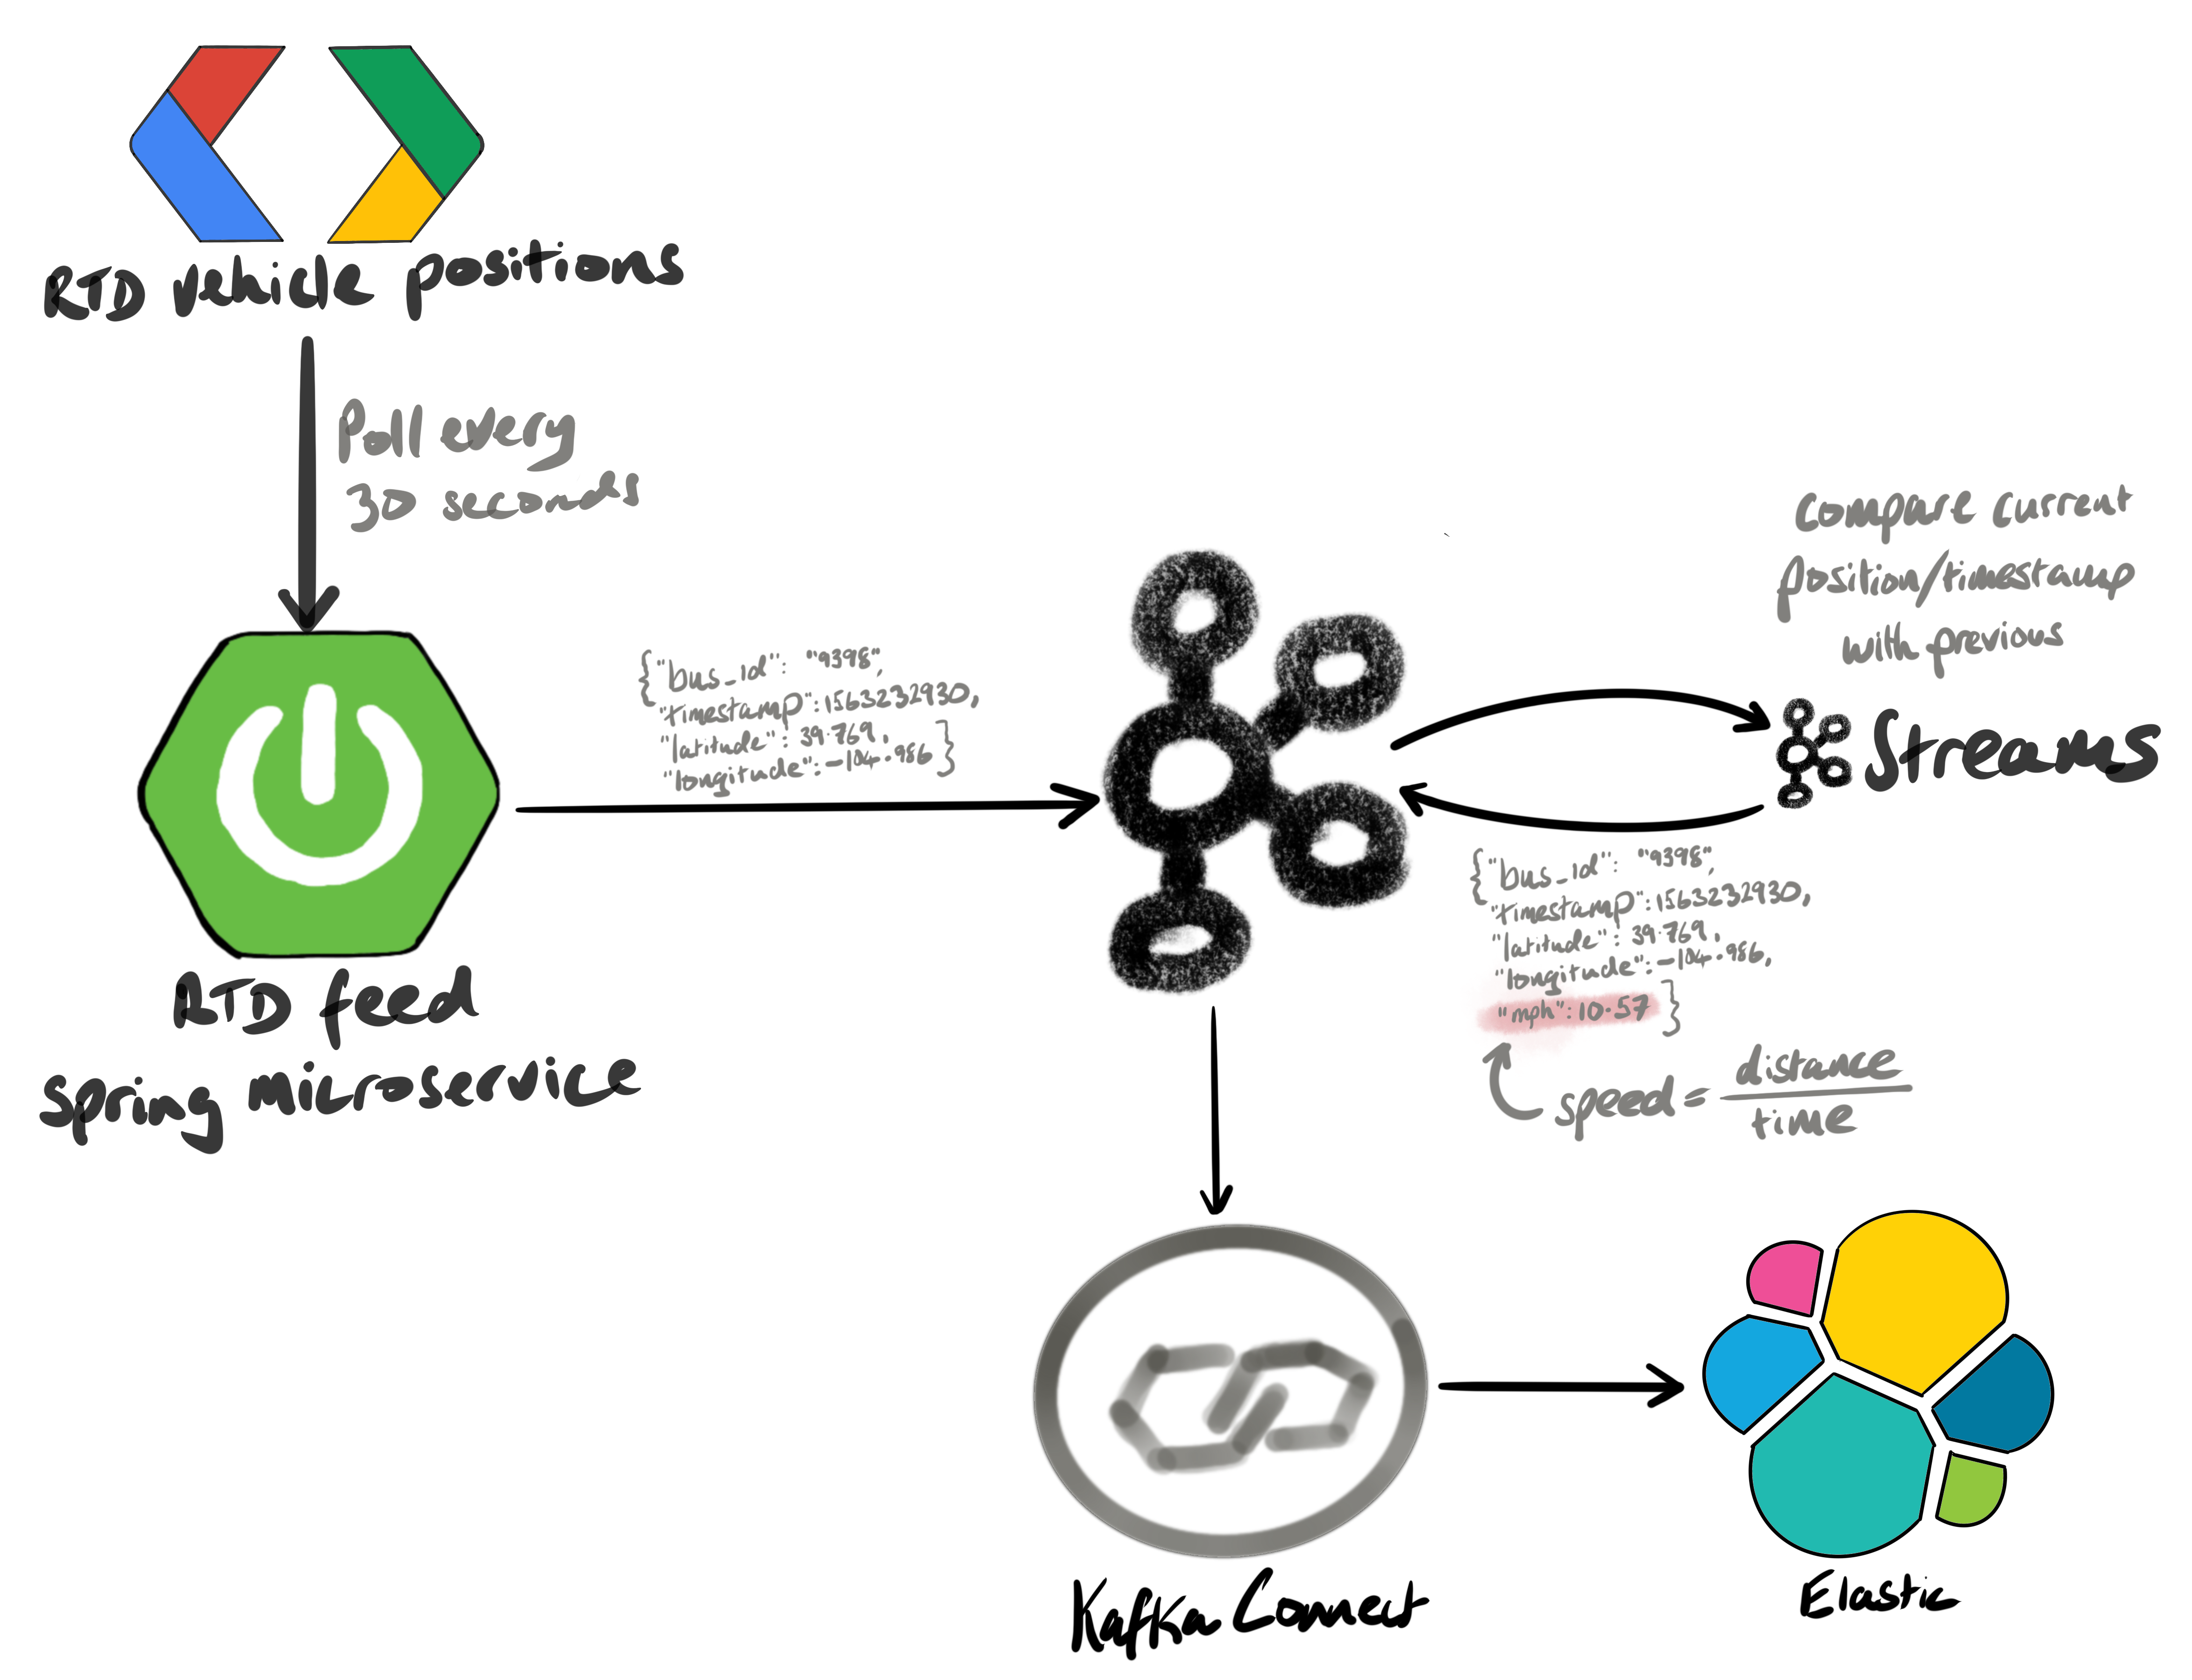 RTD vehicle positions
Poll every
30 seconds
{"bus_id": "9398",
"timestamp":1563232930,
"latitude": 39.769,
"longitude":-104.986}
RTD feed
spring microservice
compare current
position/timestamp
with previous
Streams
{"bus_id": "9398",
"timestamp":1563232930,
"latitude": 39.769,
"longitude":-104.986,
"mph": 10.57}
speed = distance
time
Kafka Connect
Elastic